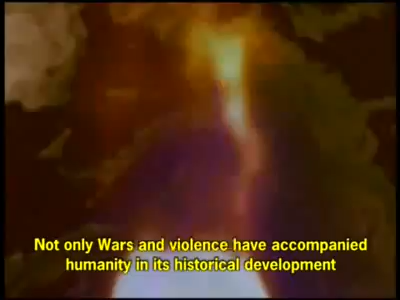 Not only Wars and violence have accompanied
humanity in its historical development